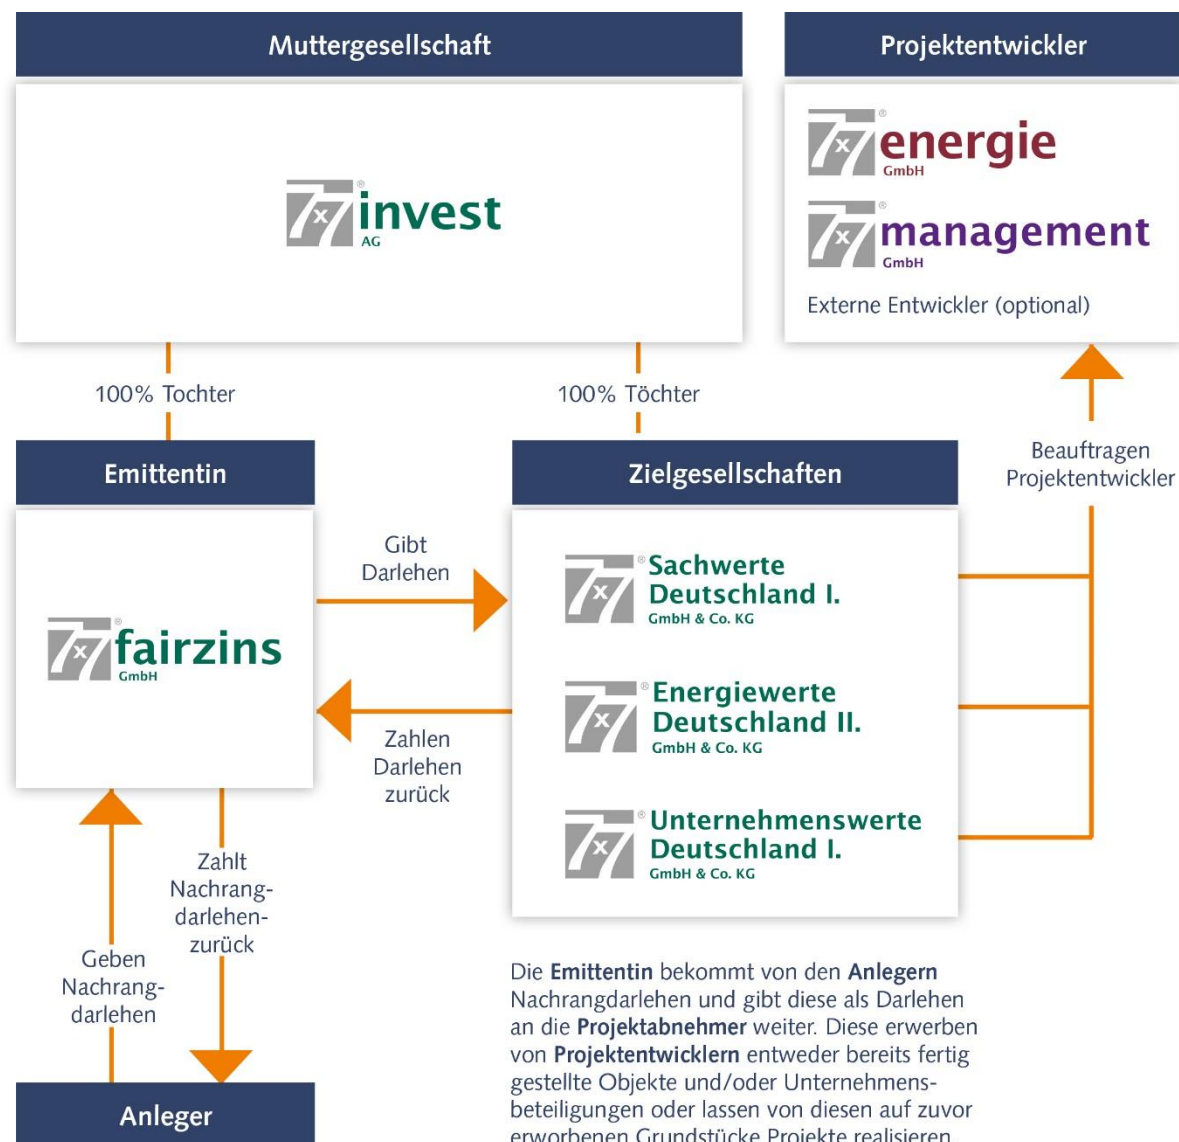 Muttergesellschaft
7x7® invest
AG
Projektentwickler
7x7® energie
GmbH
7x7® management
GmbH
Externe Entwickler (optional)
100% Tochter
100% Töchter
Beauftragen
Projektentwickler
Emittentin
7x7® fairzins
GmbH
Gibt
Darlehen
Zahlen
Darlehen
zurück
Zielgesellschaften
7x7® Sachwerte
Deutschland I.
GmbH & Co. KG
7x7® Energiewerte
Deutschland II.
GmbH & Co. KG
7x7® Unternehmenswerte
Deutschland I.
GmbH & Co. KG
Geben
Nachrang-
darlehen
Zahlt
Nachrang-
darlehen-
zurück
Anleger
Die Emittentin bekommt von den Anlegern
Nachrangdarlehen und gibt diese als Darlehen
an die Projektabnehmer weiter. Diese erwerben
von Projektentwicklern entweder bereits fertig
gestellte Objekte und/oder Unternehmens-
beteiligungen oder lassen von diesen auf zuvor
erworbenen Grundstücke Projekte realisieren.